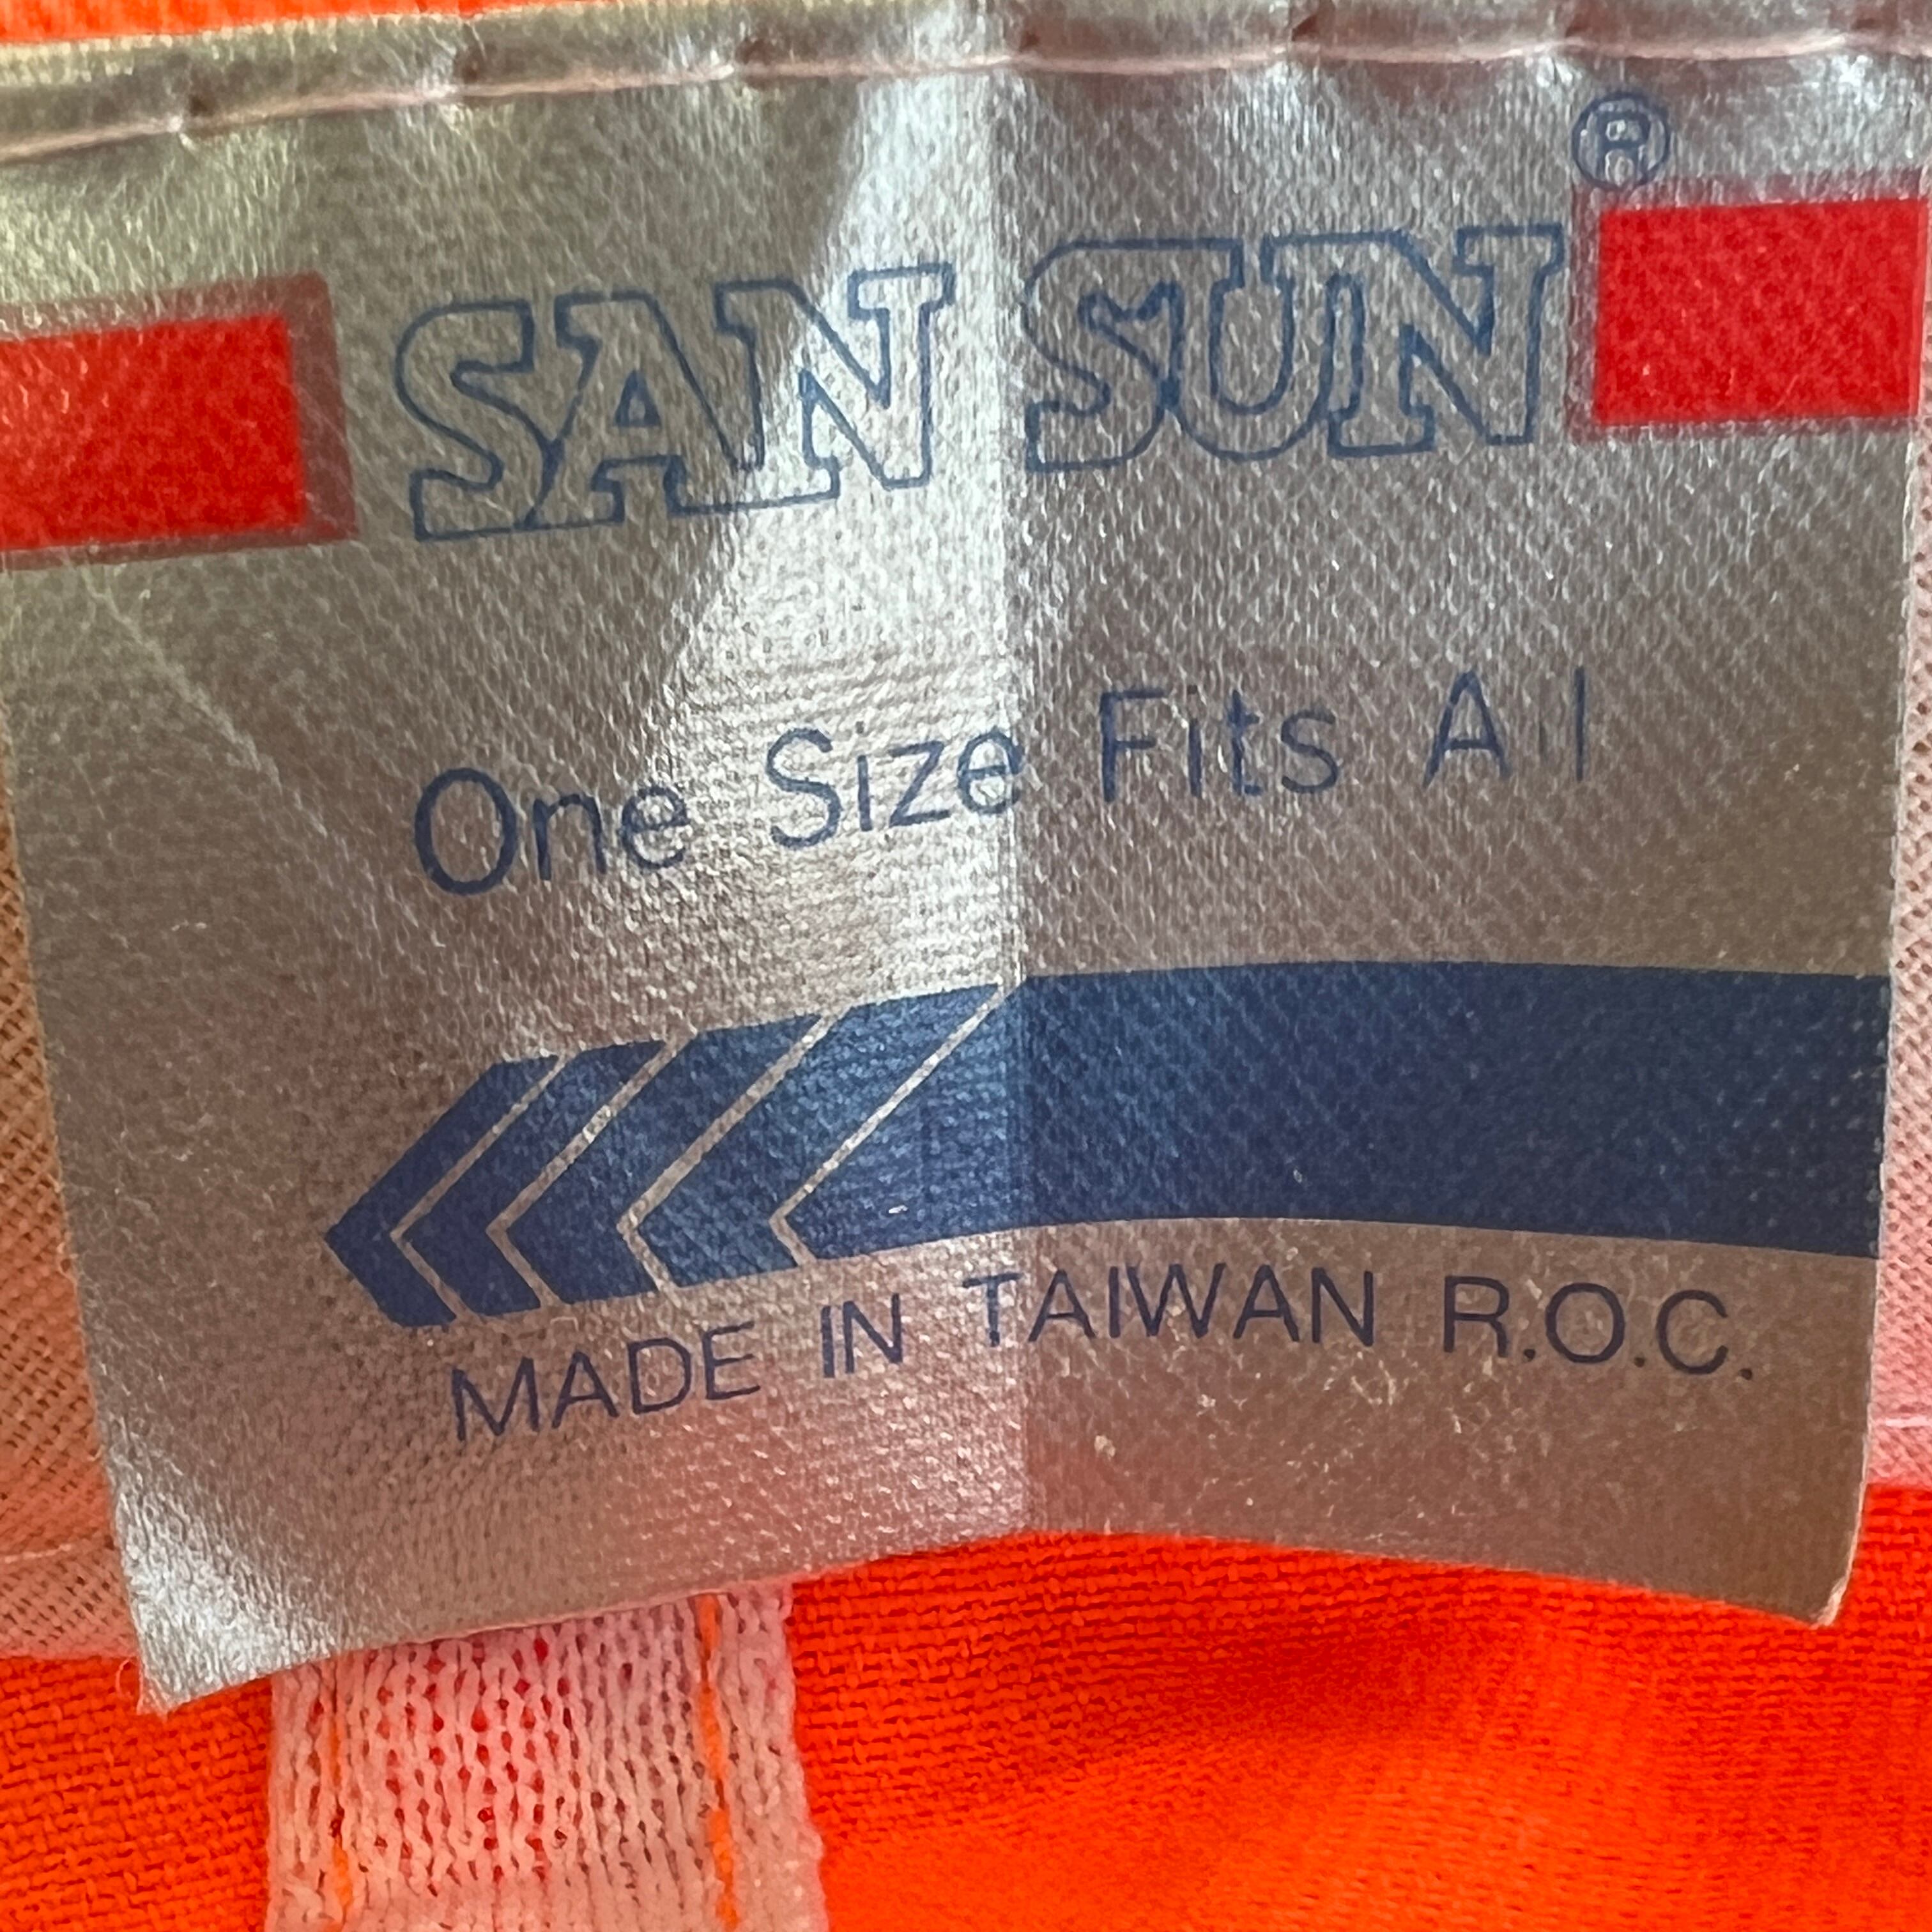 SAN SUN®
One Size Fits All
MADE IN TAIWAN R.O.C.